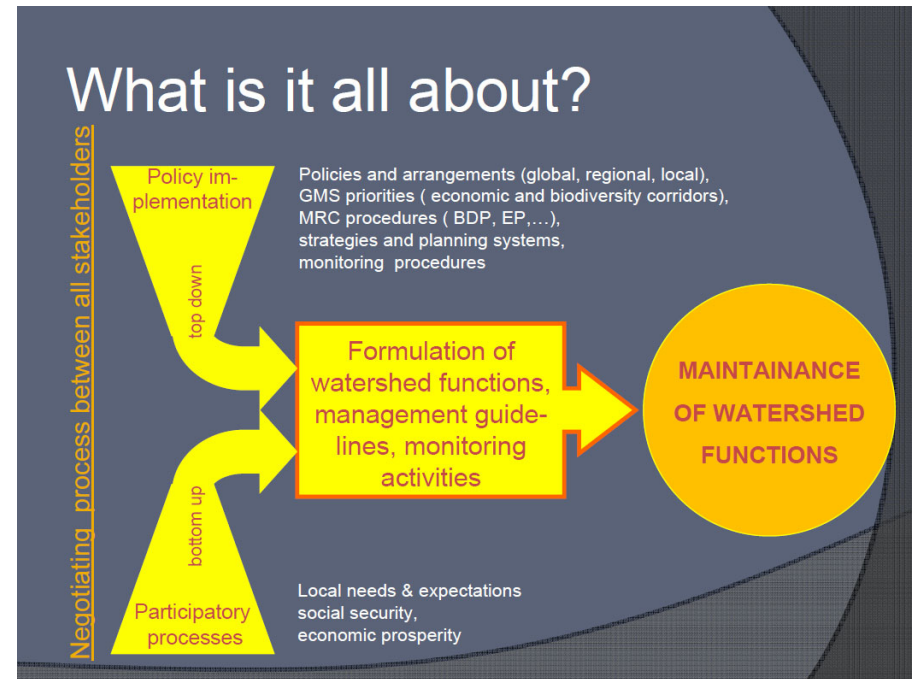 What is it all about?
Negotiating process between all stakeholders
Policy im-
plementation
top down
Policies and arrangements (global, regional, local),
GMS priorities ( economic and biodiversity corridors),
MRC procedures ( BDP, EP,...),
strategies and planning systems,
monitoring procedures
Formulation of
watershed functions,
management guide-
lines, monitoring
activities
MAINTAINANCE
OF WATERSHED
FUNCTIONS
bottom up
Participatory
processes
Local needs & expectations
social security,
economic prosperity